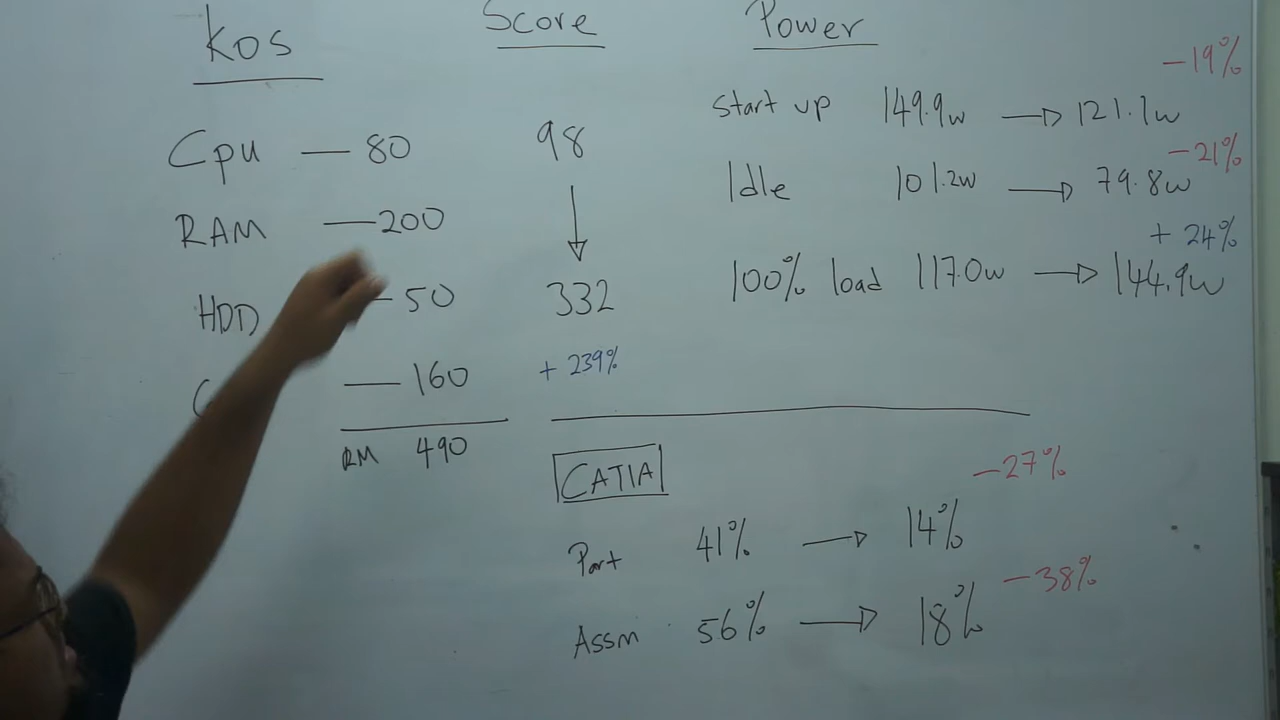 Kos
Cpu — 80
RAM — 200
HDD — 50
— 160
RM 490
Score
98
↓
332
+ 239%
Power
-19%
Start up 149.9w → 121.1w
-21%
Idle 101.2w → 79.8w
+ 24%
100% load 117.0w → 144.9w
CATIA
-27%
Part 41% → 14%
-38%
Assm 56% → 18%